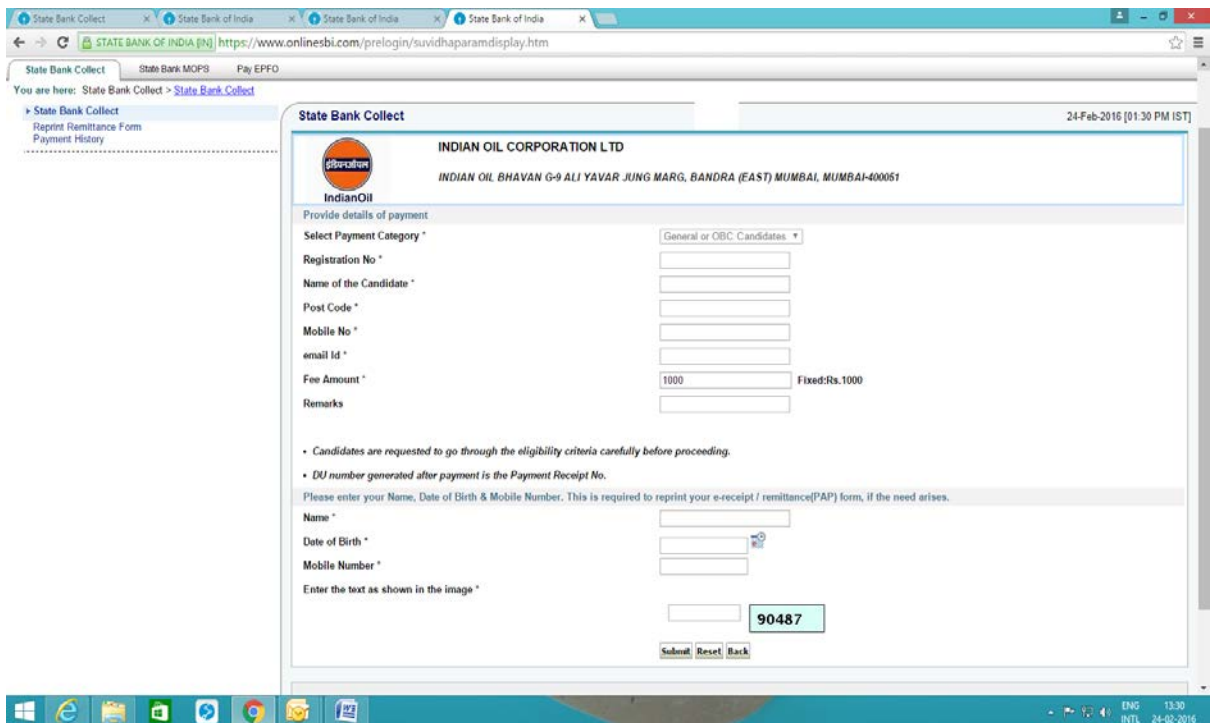 State Bank Collect State Bank of India State Bank of India State Bank of India
STATE BANK OF INDIA [IN] https://www.onlinesbi.com/prelogin/suvidhaparamdisplay.htm
State Bank Collect State Bank MOPS Pay EPFO
You are here: State Bank Collect > State Bank Collect
State Bank Collect
Reprint Remittance Form
Payment History
State Bank Collect 24-Feb-2016 [01:30 PM IST]
इंडियनऑयल
IndianOil
INDIAN OIL CORPORATION LTD
INDIAN OIL BHAVAN G-9 ALI YAVAR JUNG MARG, BANDRA (EAST) MUMBAI, MUMBAI-400051
Provide details of payment
Select Payment Category * General or OBC Candidates
Registration No *
Name of the Candidate *
Post Code *
Mobile No *
email Id *
Fee Amount * 1000 Fixed:Rs.1000
Remarks
• Candidates are requested to go through the eligibility criteria carefully before proceeding.
• DU number generated after payment is the Payment Receipt No.
Please enter your Name, Date of Birth & Mobile Number. This is required to reprint your e-receipt / remittance(PAP) form, if the need arises.
Name *
Date of Birth *
Mobile Number *
Enter the text as shown in the image *
90487
Submit Reset Back
ENG 13:30
INTL 24-02-2016